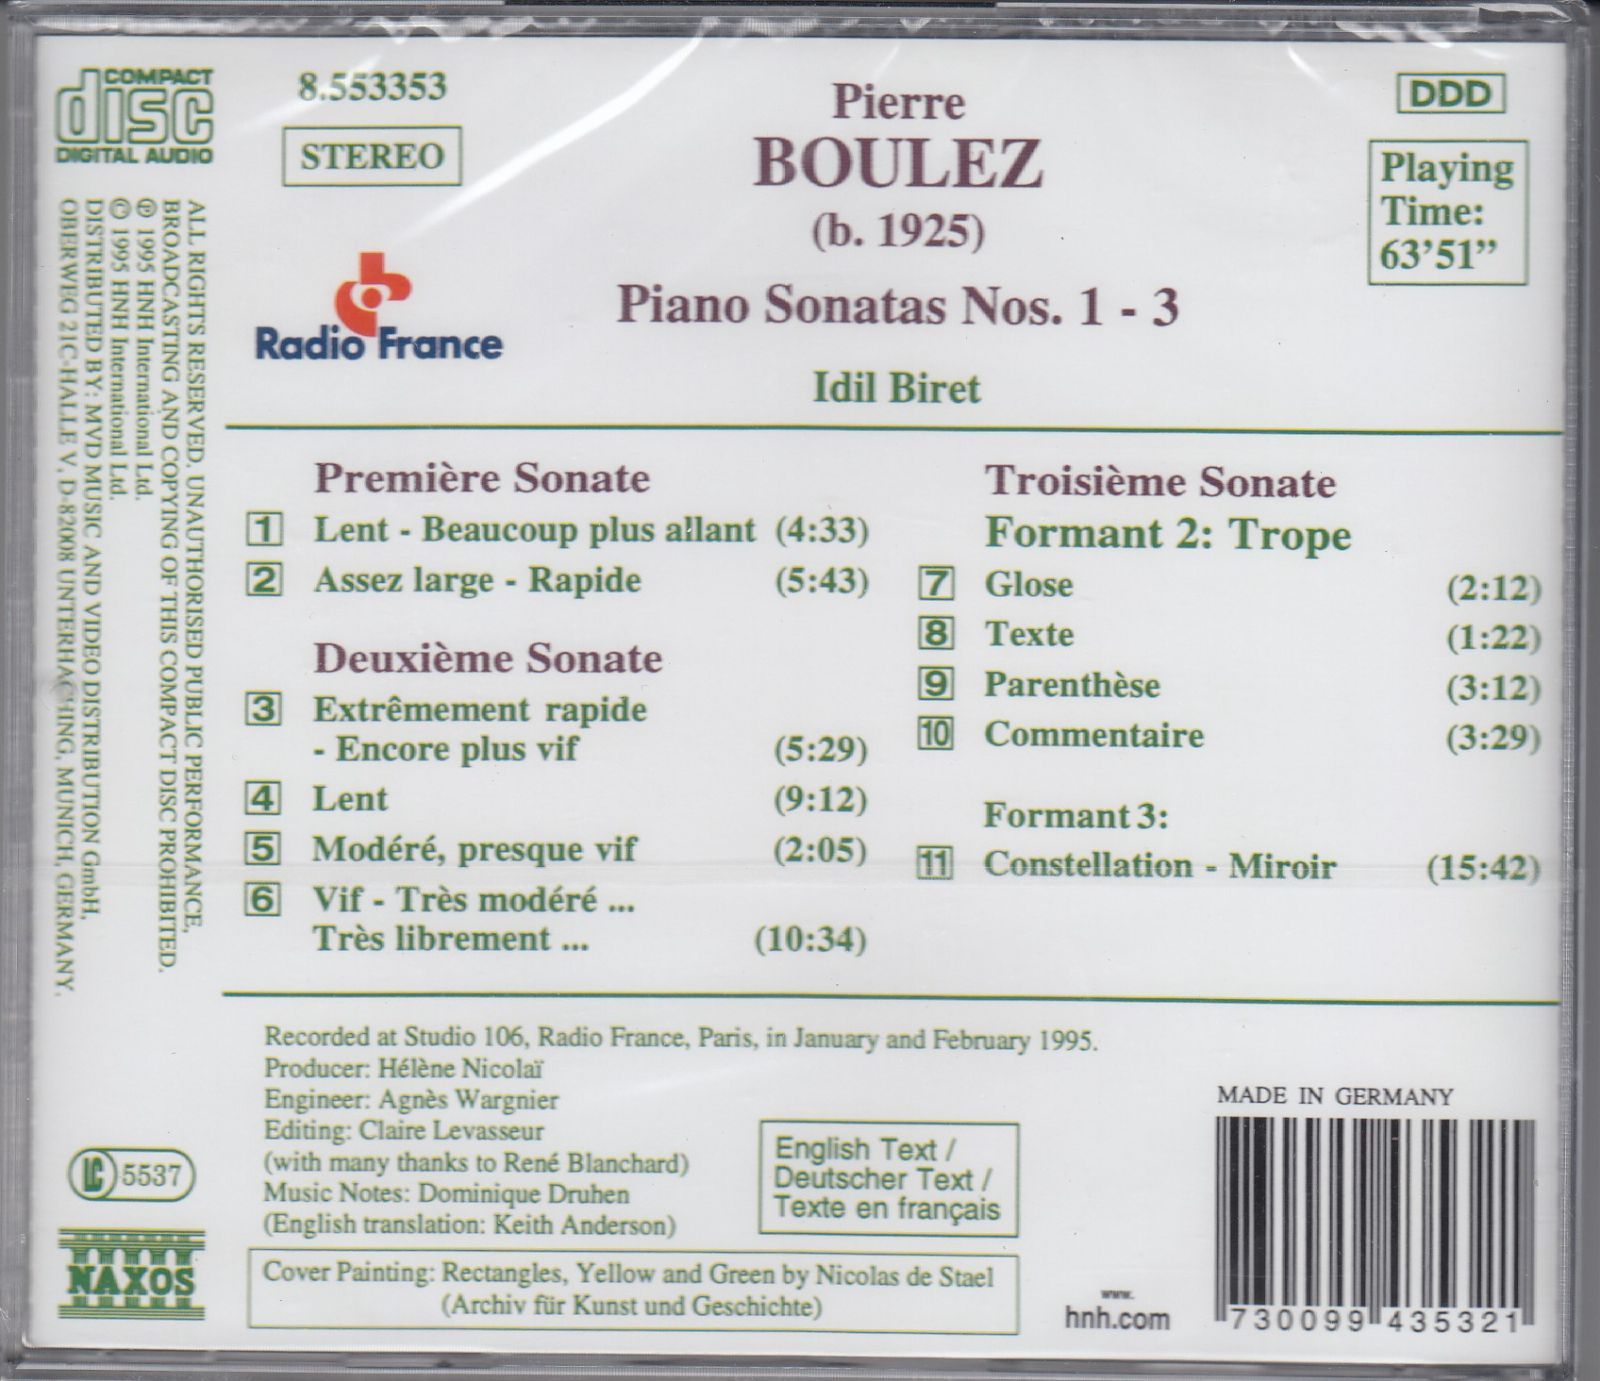 COMPACT
disc
DIGITAL AUDIO
8.553353
STEREO
Radio France
Pierre
BOULEZ
(b. 1925)
Piano Sonatas Nos. 1 - 3
Idil Biret
DDD
Playing
Time:
63’51”
Première Sonate
1 Lent - Beaucoup plus allant (4:33)
2 Assez large - Rapide (5:43)
Deuxième Sonate
3 Extrêmement rapide
- Encore plus vif (5:29)
4 Lent (9:12)
5 Modéré, presque vif (2:05)
6 Vif - Très modéré ...
Très librement ... (10:34)
Troisième Sonate
Formant 2: Trope
7 Glose (2:12)
8 Texte (1:22)
9 Parenthèse (3:12)
10 Commentaire (3:29)
Formant 3:
11 Constellation - Miroir (15:42)
Recorded at Studio 106, Radio France, Paris, in January and February 1995.
Producer: Hélène Nicolaï
Engineer: Agnès Wargnier
Editing: Claire Levasseur
(with many thanks to René Blanchard)
Music Notes: Dominique Druhen
(English translation: Keith Anderson)
English Text /
Deutscher Text /
Texte en français
Cover Painting: Rectangles, Yellow and Green by Nicolas de Stael
(Archiv für Kunst und Geschichte)
www.
hnh.com
MADE IN GERMANY
730099 435321
ALL RIGHTS RESERVED. UNAUTHORISED PUBLIC PERFORMANCE,
BROADCASTING AND COPYING OF THIS COMPACT DISC PROHIBITED.
℗ 1995 HNH International Ltd.
© 1995 HNH International Ltd.
DISTRIBUTED BY: MVD MUSIC AND VIDEO DISTRIBUTION GmbH,
OBERWEG 21C-HALLE V, D-82008 UNTERHACHING, MUNICH, GERMANY.
LC 5537
NAXOS